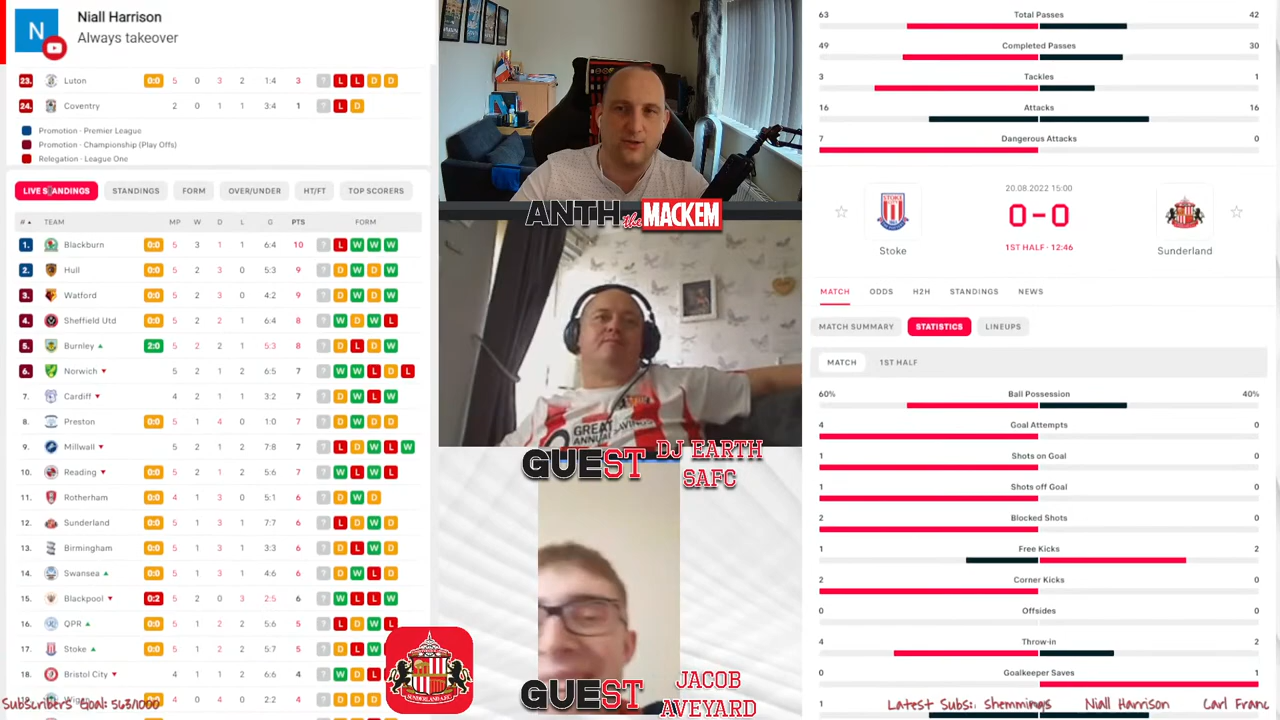 N
Niall Harrison
Always takeover
23. Luton 0:0 5 0 3 2 1:4 3 ? L L D D
24. Coventry 2 0 1 1 3:4 1 ? L D
Promotion - Premier League
Promotion - Championship (Play Offs)
Relegation - League One
LIVE STANDINGS STANDINGS FORM OVER/UNDER HT/FT TOP SCORERS
# TEAM MP W D L G PTS FORM
1. Blackburn 0:0 5 3 1 1 6:4 10 ? L W W W
2. Hull 0:0 5 2 3 0 5:3 9 ? D W D W
3. Watford 0:0 5 2 3 0 4:2 9 ? D W D W
4. Sheffield Utd 0:0 5 2 2 1 6:4 8 ? W D W L
5. Burnley 2:0 5 2 2 1 5:3 8 ? D L D W
6. Norwich 5 2 1 2 6:5 7 W W L D L
7. Cardiff 4 2 1 1 3:2 7 ? D W L W
8. Preston 0:0 5 1 4 0 1:0 7 ? D W D D
9. Millwall 5 2 1 2 7:8 7 L D W L W
10. Reading 0:0 5 2 1 2 5:6 7 ? W L W L
11. Rotherham 0:0 4 1 3 0 5:1 6 ? D W D
12. Sunderland 0:0 5 1 3 1 7:7 6 ? L D W D
13. Birmingham 0:0 5 1 3 1 3:3 6 ? D L W D
14. Swansea 0:0 5 1 3 1 4:6 6 ? D W L D
15. Blackpool 0:2 5 2 0 3 2:5 6 ? W L L W
16. QPR 0:0 5 1 2 2 5:6 5 ? L D W L
17. Stoke 0:0 5 1 2 2 5:7 5 ? D L W L
18. Bristol City 0:0 4 1 1 2 6:6 4 ? W D L
Subscribers Goal: 563/1000
ANTH the MACKEM
GREAT
ANNUAL
GUEST DJ EARTH
SAFC
SUNDERLAND A.F.C.
GUEST JACOB
AVEYARD
63 Total Passes 42
49 Completed Passes 30
3 Tackles 1
16 Attacks 16
7 Dangerous Attacks 0
20.08.2022 15:00
0-0
1ST HALF - 12:46
Stoke Sunderland
MATCH ODDS H2H STANDINGS NEWS
MATCH SUMMARY STATISTICS LINEUPS
MATCH 1ST HALF
60% Ball Possession 40%
4 Goal Attempts 0
1 Shots on Goal 0
1 Shots off Goal 0
2 Blocked Shots 0
1 Free Kicks 2
2 Corner Kicks 0
0 Offsides 0
4 Throw-in 2
0 Goalkeeper Saves 1
Latest Subs: shemmings Niall Harrison Carl Franc